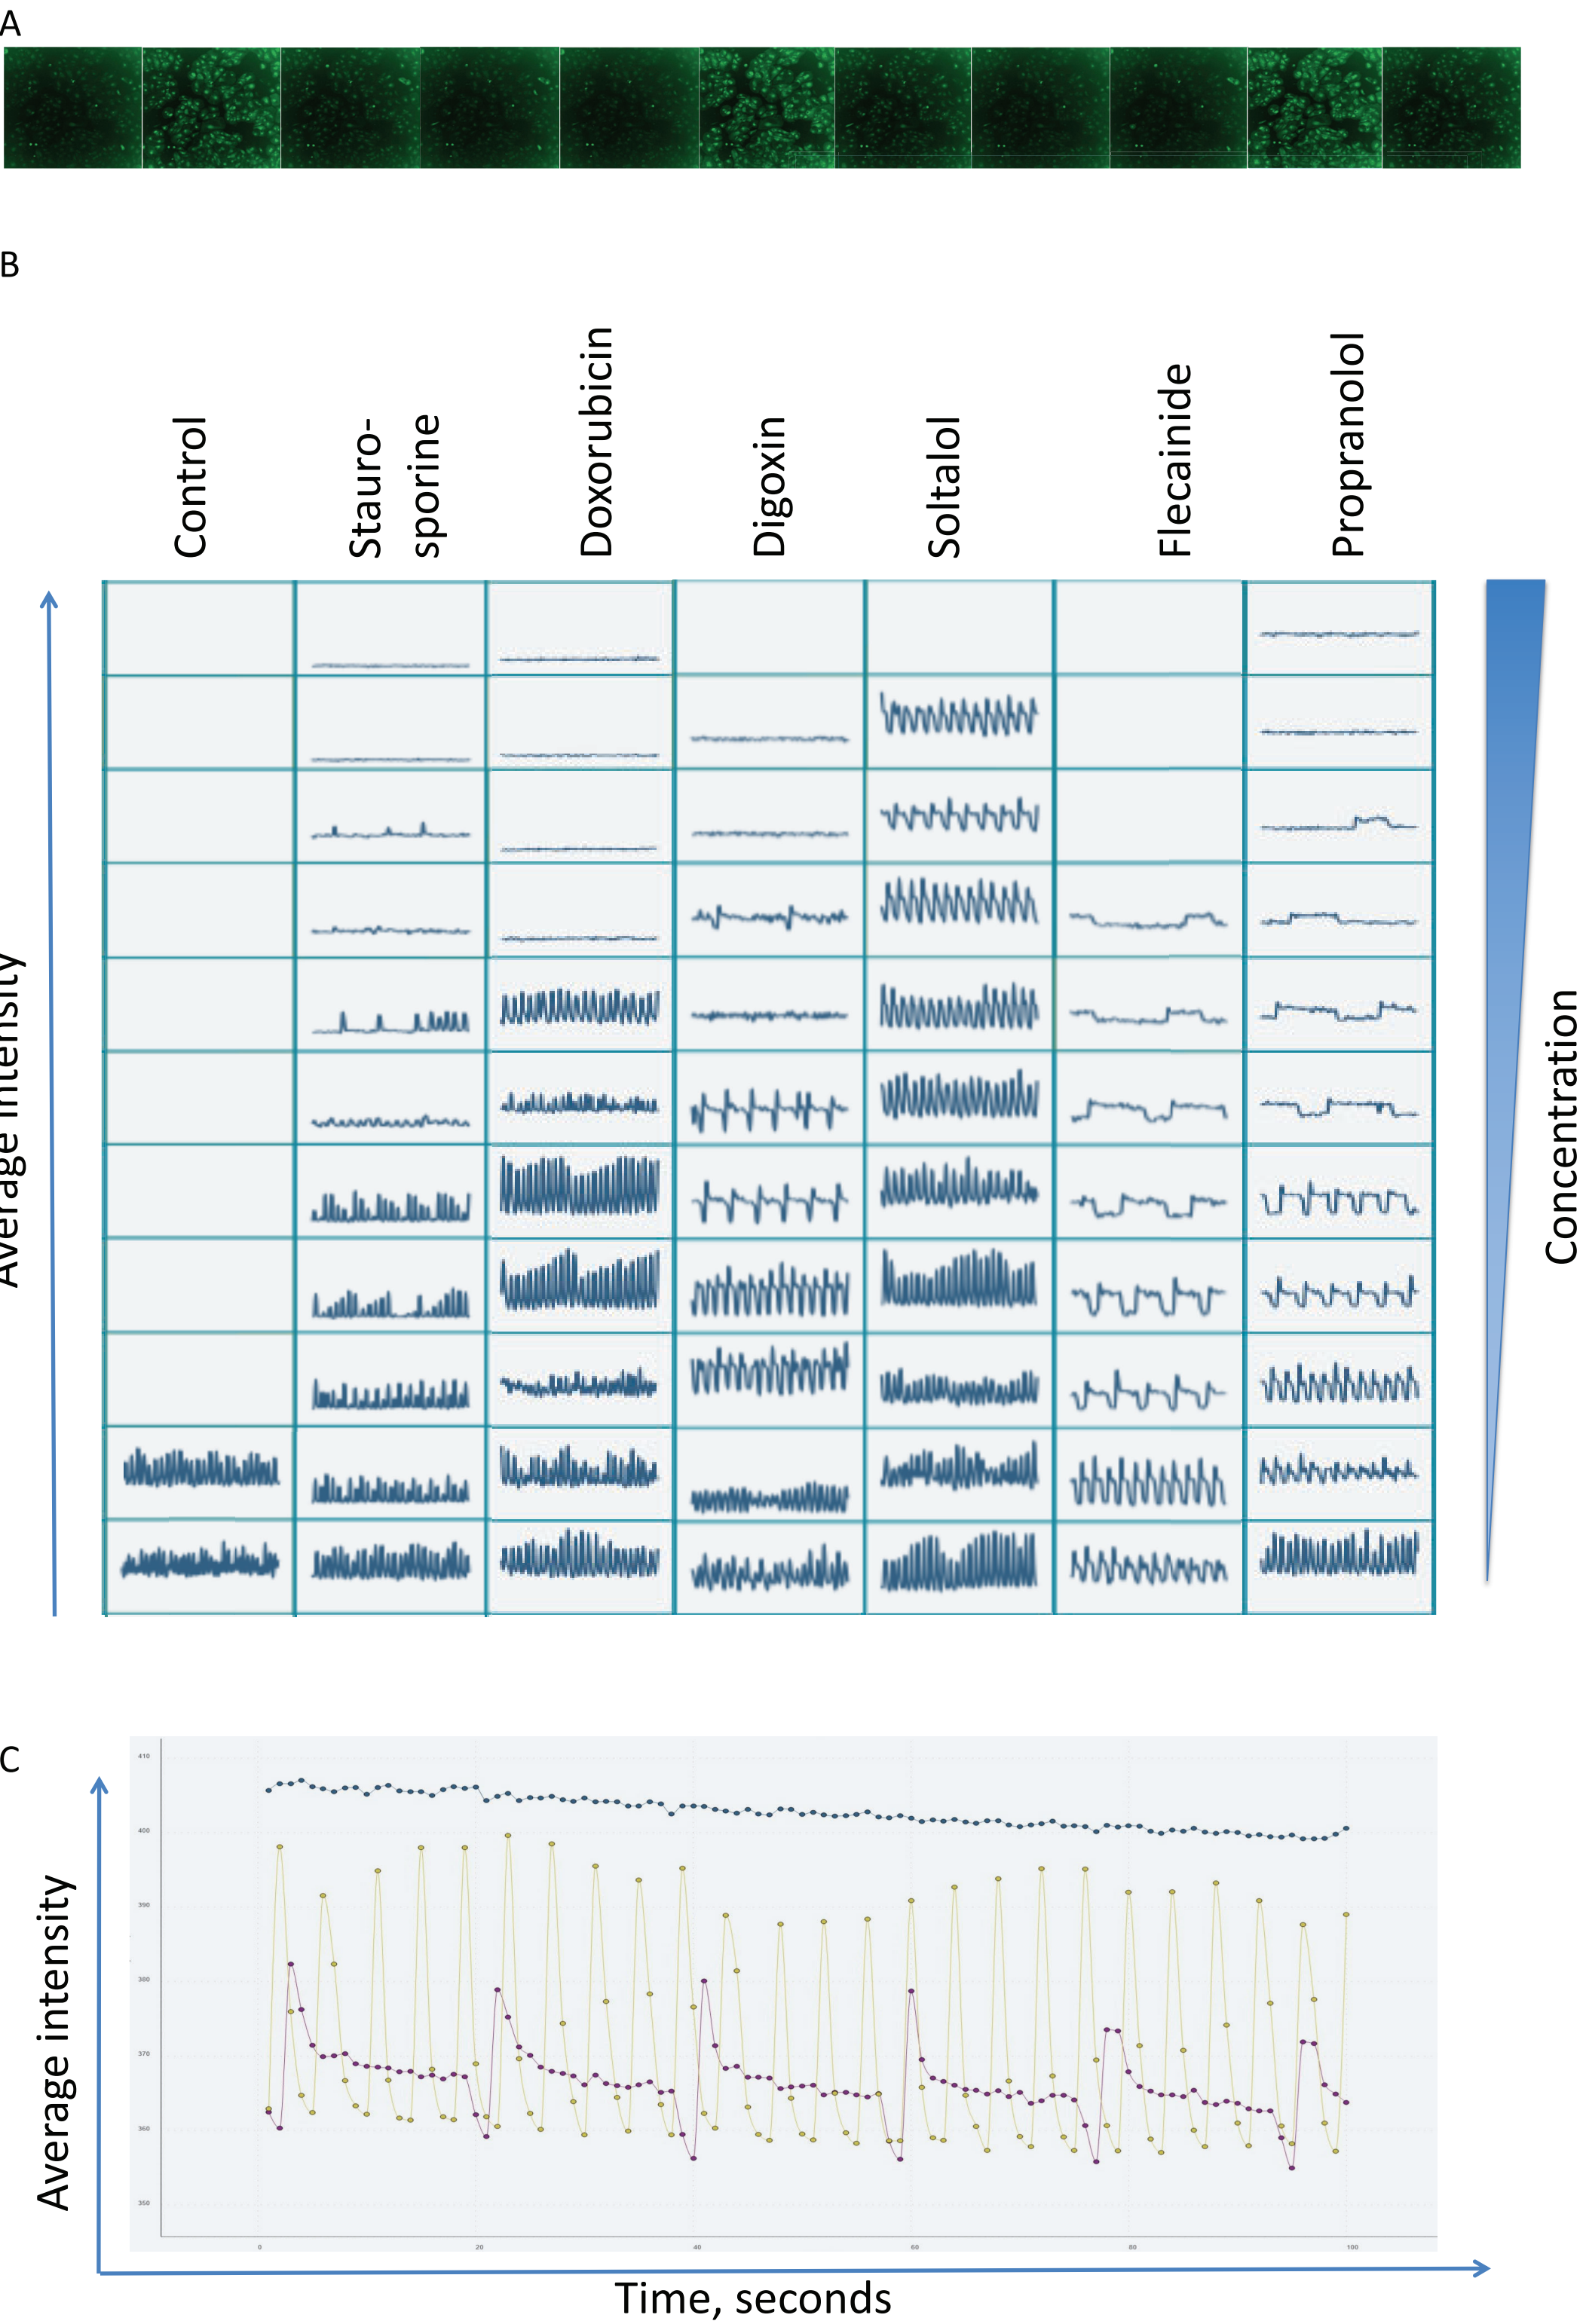 A
B
Control
Stauro-
sporine
Doxorubicin
Digoxin
Soltalol
Flecainide
Propranolol
Average intensity
Concentration
C
Average intensity
410
400
390
380
370
360
350
0
20
40
60
80
100
Time, seconds